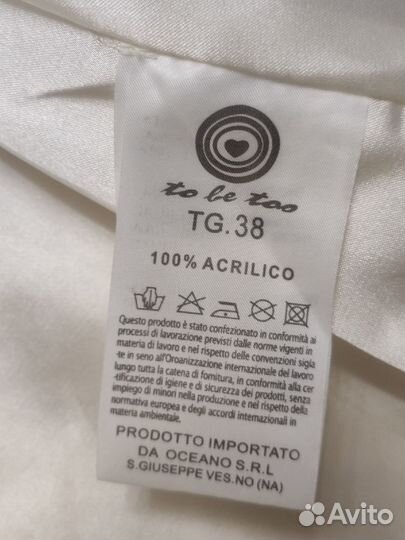 to be too
TG.38
100% ACRILICO
Questo prodotto è stato confezionato in conformità ai
processi di lavorazione previsti dalle norme vigenti in
materia di lavoro e nel rispetto delle convenzioni sigla
-te in seno all'Oroanizzazione internazionale del lavoro
lungo tutta la catena di fornitura, in conformità alla cer
-tificazione di igiene e di sicurezza dei prodotti, senza
impiego di minori nella produzione e nel rispetto della
normativa europea e degli accordi internazionali in
materia ambientale.
PRODOTTO IMPORTATO
DA OCEANO S.R.L
S.GIUSEPPE VES.NO (NA)
Avito